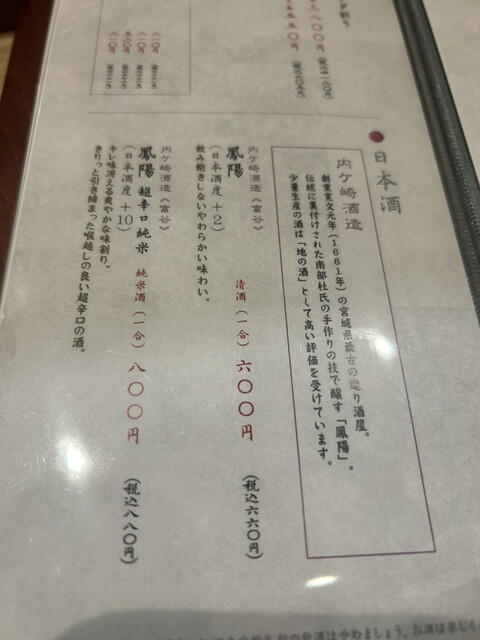 日本酒
内ケ崎酒造
創業寛文元年（1661年）の宮城県最古の造り酒屋。
伝統に裏付けされた南部杜氏の手作りの技で醸す「鳳陽」。
少量生産の酒は「地の酒」として高い評価を受けています。
内ケ崎酒造《富谷》
鳳陽 清酒（一合）六〇〇円（税込六六〇円）
（日本酒度＋2）
飲み飽きしないやわらかい味わい。
内ケ崎酒造《富谷》
鳳陽 超辛口純米 純米酒（一合）八〇〇円（税込八八〇円）
（日本酒度＋10）
キレ味冴える爽やかな味割り。
きりっと引き締まった喉越しの良い超辛口の酒。